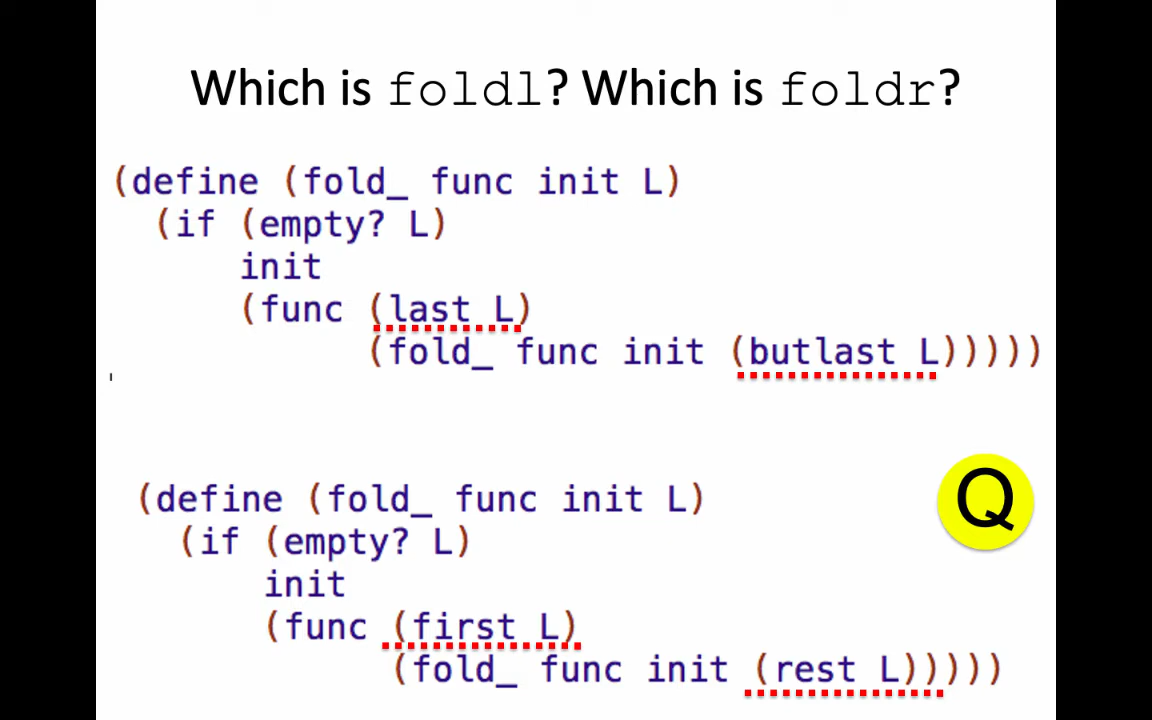 Which is foldl? Which is foldr?
(define (fold_ func init L)
(if (empty? L)
init
(func (last L)
(fold_ func init (butlast L)))))
(define (fold_ func init L)
(if (empty? L)
init
(func (first L)
(fold_ func init (rest L)))))
Q